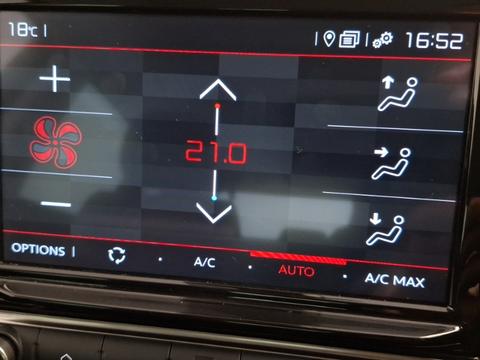 18°C
16:52
21.0
OPTIONS
A/C
AUTO
A/C MAX